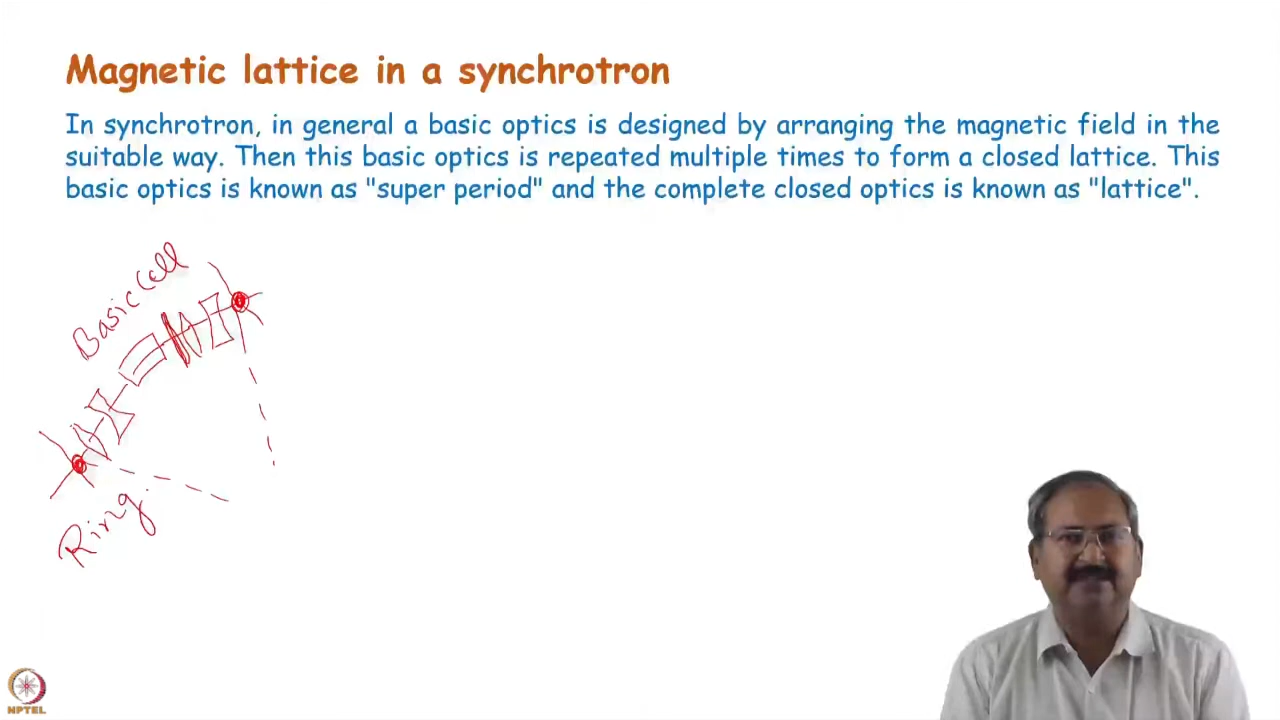 Magnetic lattice in a synchrotron
In synchrotron, in general a basic optics is designed by arranging the magnetic field in the
suitable way. Then this basic optics is repeated multiple times to form a closed lattice. This
basic optics is known as "super period" and the complete closed optics is known as "lattice".
Basic Cell
Ring
NPTEL